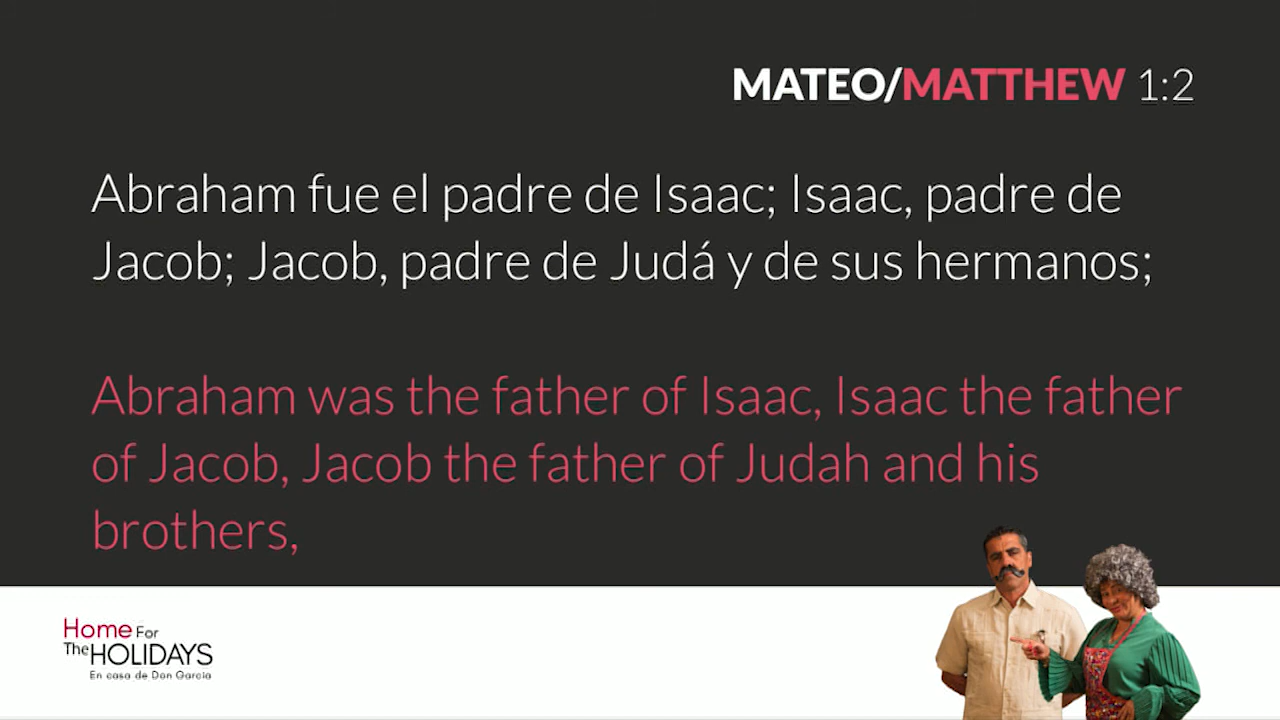 MATEO/MATTHEW 1:2
Abraham fue el padre de Isaac; Isaac, padre de
Jacob; Jacob, padre de Judá y de sus hermanos;
Abraham was the father of Isaac, Isaac the father
of Jacob, Jacob the father of Judah and his
brothers,
Home For
The HOLIDAYS
En casa de Don Garcia